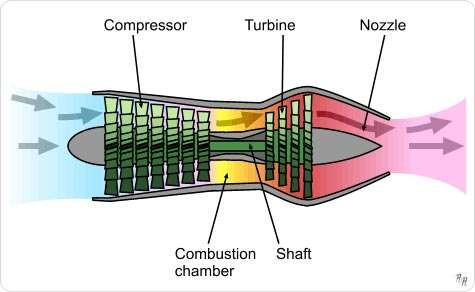 Compressor
Turbine
Nozzle
Combustion
chamber
Shaft